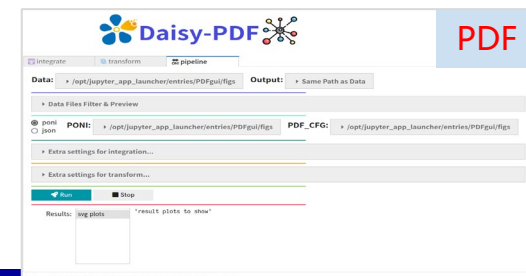 Daisy-PDF
PDF
integrate transform pipeline
Data: /opt/jupyter_app_launcher/entries/PDFgui/figs Output: Same Path as Data
Data Files Filter & Preview
poni
json
PONI: /opt/jupyter_app_launcher/entries/PDFgui/figs PDF_CFG: /opt/jupyter_app_launcher/entries/PDFgui/figs
Extra settings for integration...
Extra settings for transform...
Run Stop
Results: svg plots 'result plots to show'